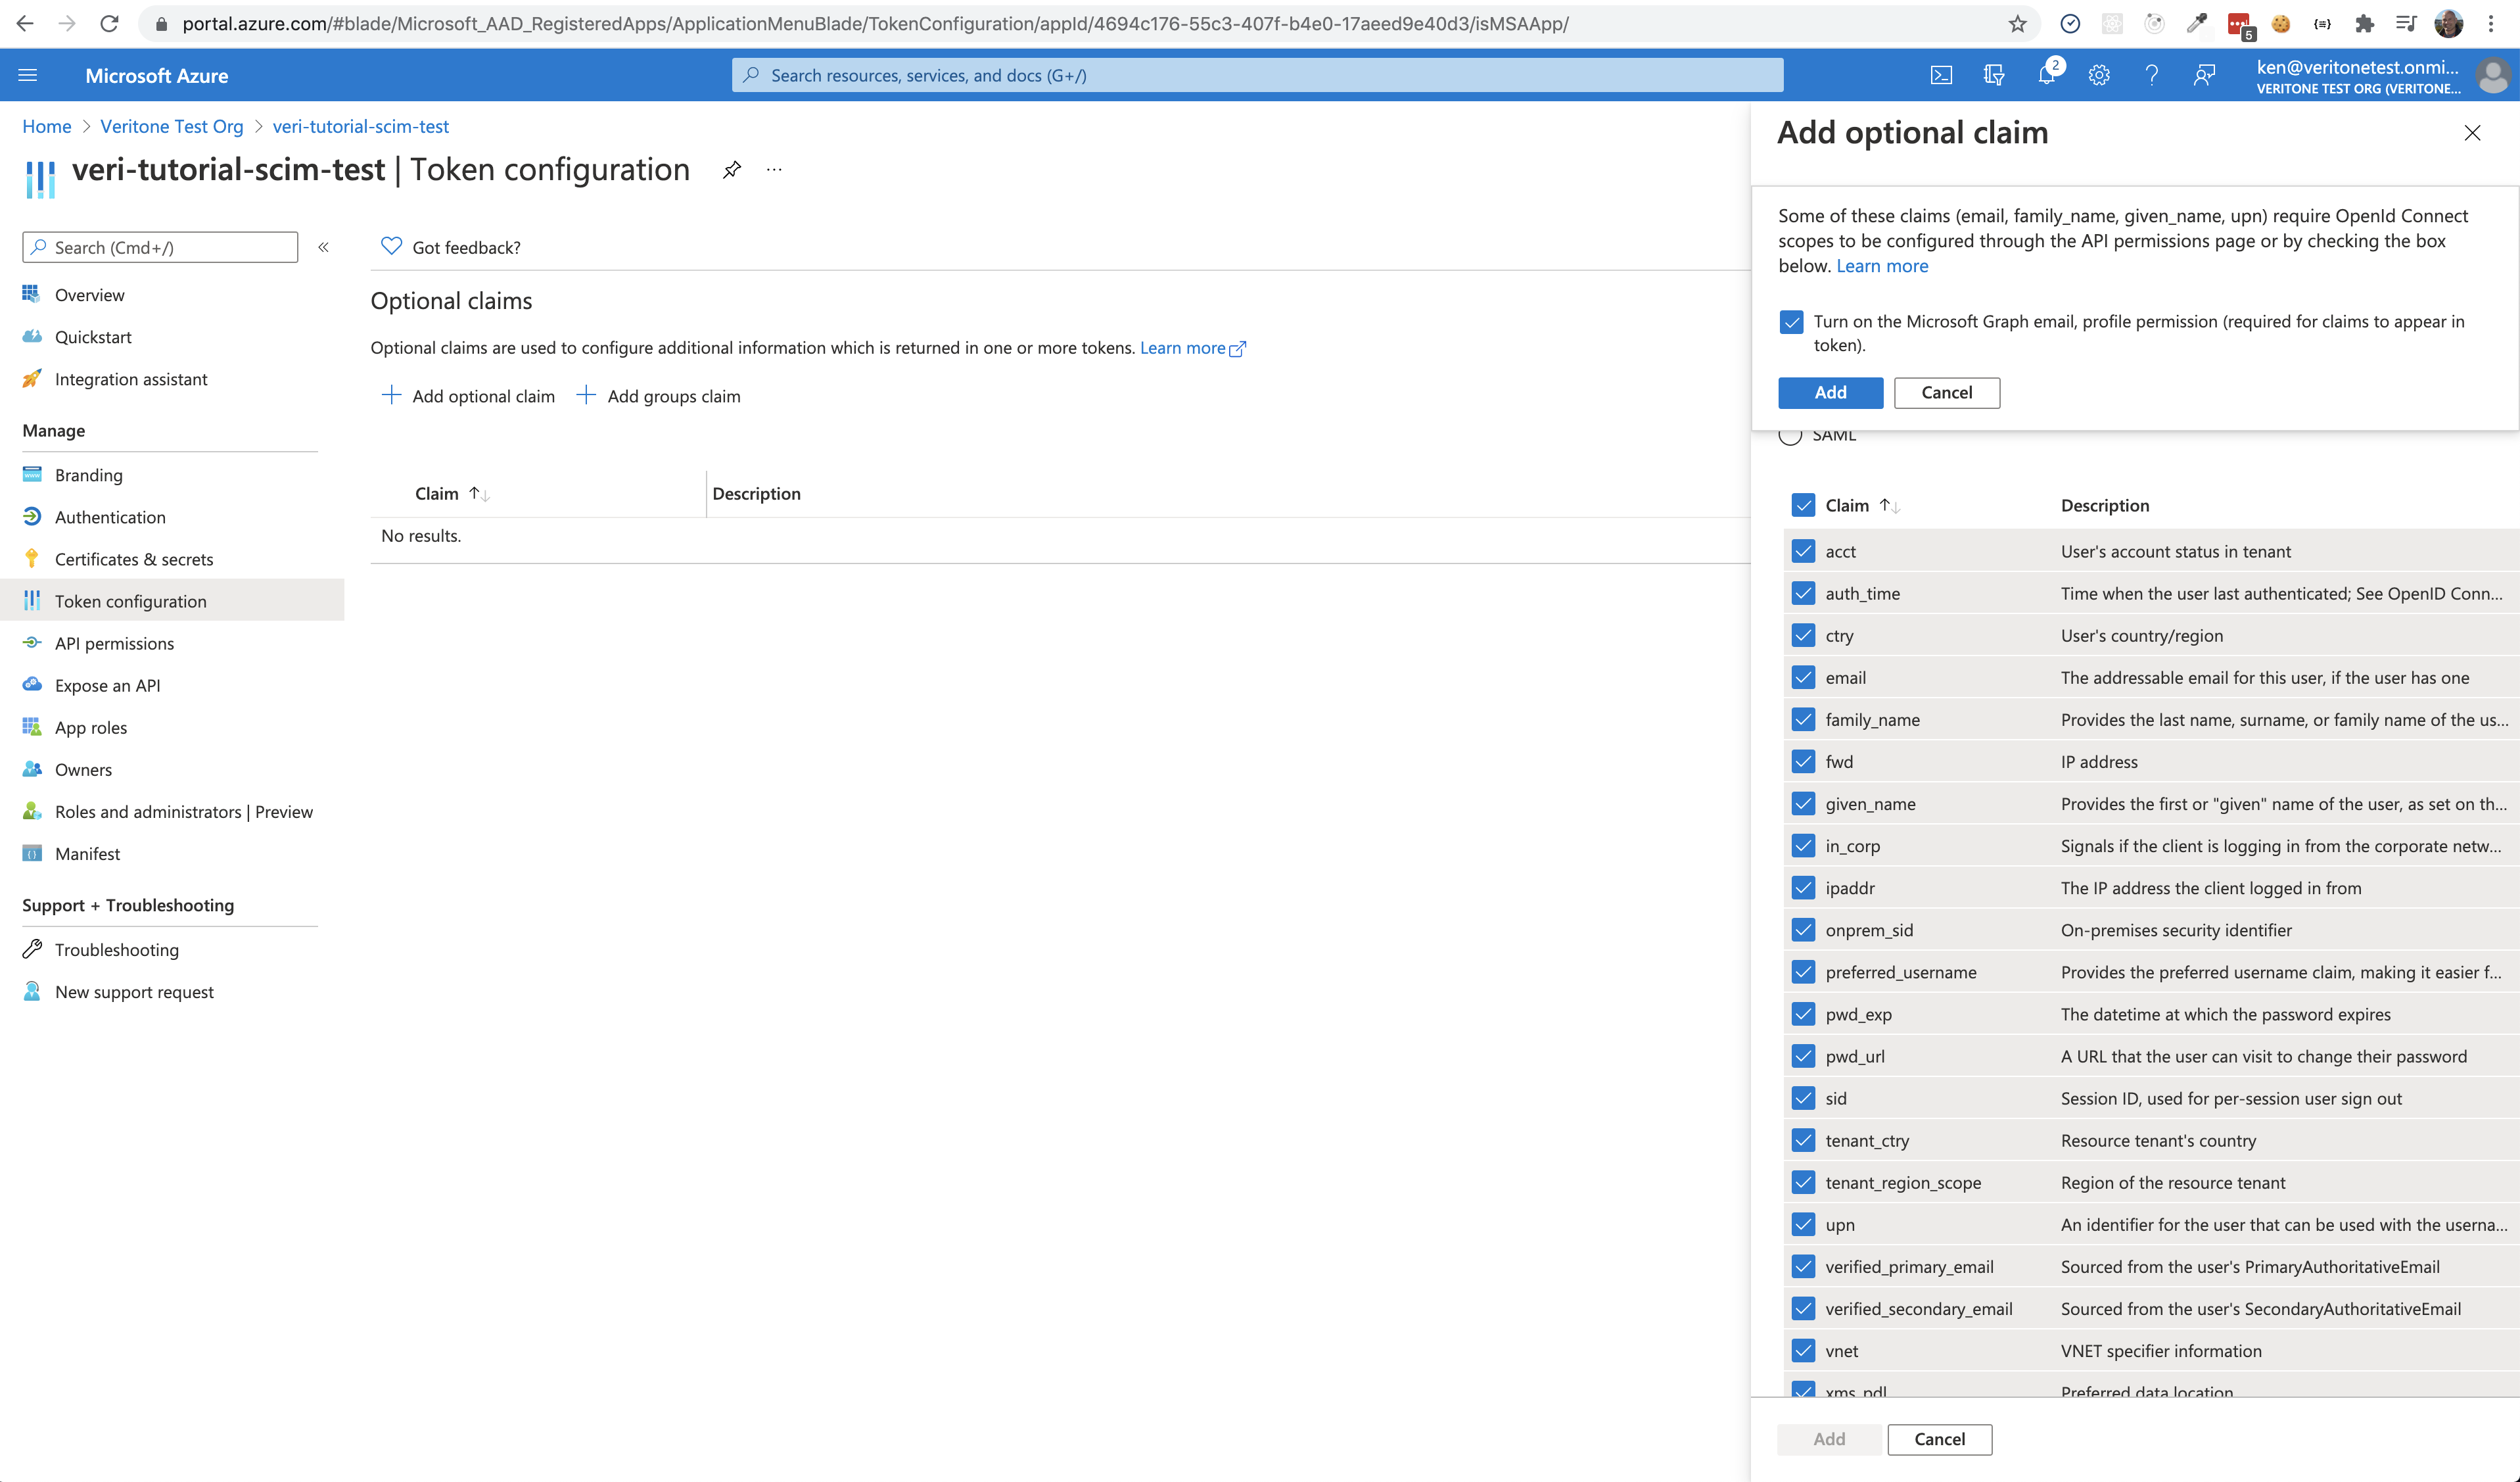 portal.azure.com/#blade/Microsoft_AAD_RegisteredApps/ApplicationMenuBlade/TokenConfiguration/appId/4694c176-55c3-407f-b4e0-17aeed9e40d3/isMSAApp/
5
Microsoft Azure
Search resources, services, and docs (G+/)
2
ken@veritonetest.onmi...
VERITONE TEST ORG (VERITONE...
Home > Veritone Test Org > veri-tutorial-scim-test
veri-tutorial-scim-test | Token configuration
Search (Cmd+/)
Overview
Quickstart
Integration assistant
Manage
Branding
Authentication
Certificates & secrets
Token configuration
API permissions
Expose an API
App roles
Owners
Roles and administrators | Preview
Manifest
Support + Troubleshooting
Troubleshooting
New support request
Got feedback?
Optional claims
Optional claims are used to configure additional information which is returned in one or more tokens. Learn more
Add optional claim Add groups claim
Claim Description
No results.
Add optional claim
Some of these claims (email, family_name, given_name, upn) require OpenId Connect
scopes to be configured through the API permissions page or by checking the box
below. Learn more
Turn on the Microsoft Graph email, profile permission (required for claims to appear in
token).
Add Cancel
SAML
Claim Description
acct User's account status in tenant
auth_time Time when the user last authenticated; See OpenID Conn...
ctry User's country/region
email The addressable email for this user, if the user has one
family_name Provides the last name, surname, or family name of the us...
fwd IP address
given_name Provides the first or "given" name of the user, as set on th...
in_corp Signals if the client is logging in from the corporate netw...
ipaddr The IP address the client logged in from
onprem_sid On-premises security identifier
preferred_username Provides the preferred username claim, making it easier f...
pwd_exp The datetime at which the password expires
pwd_url A URL that the user can visit to change their password
sid Session ID, used for per-session user sign out
tenant_ctry Resource tenant's country
tenant_region_scope Region of the resource tenant
upn An identifier for the user that can be used with the userna...
verified_primary_email Sourced from the user's PrimaryAuthoritativeEmail
verified_secondary_email Sourced from the user's SecondaryAuthoritativeEmail
vnet VNET specifier information
xms_pdl Preferred data location
Add Cancel